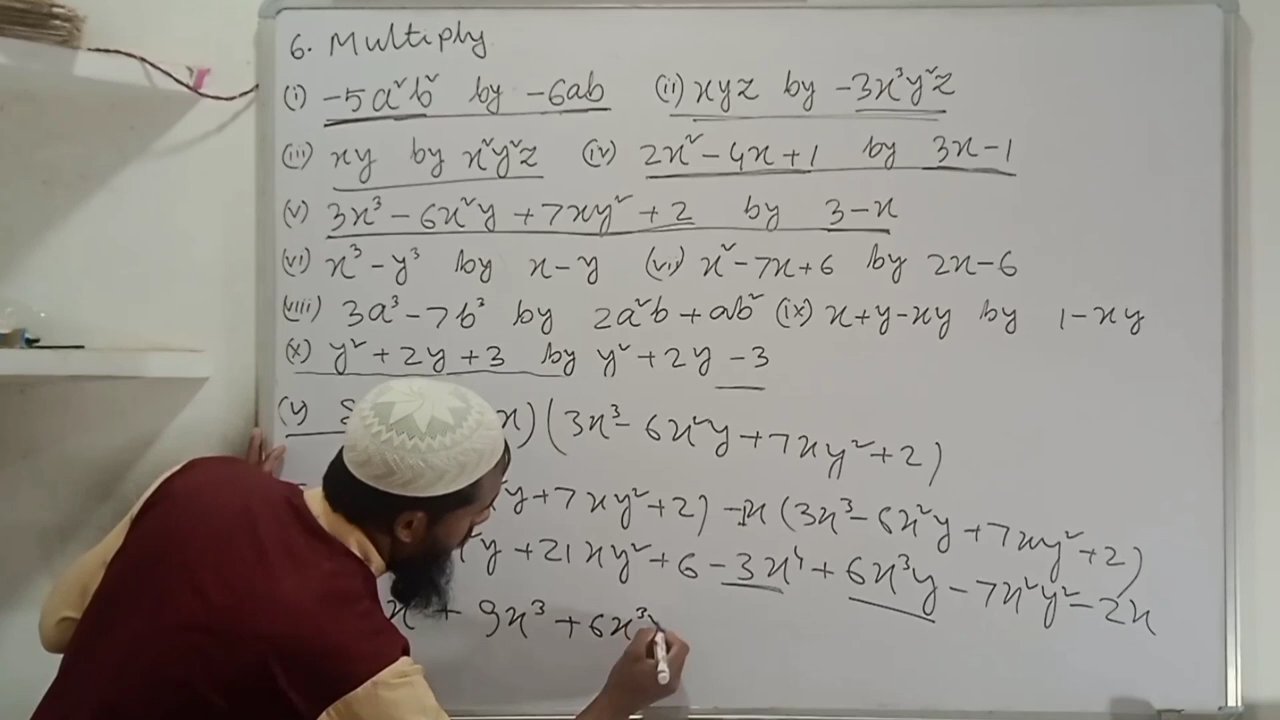 6. Multiply
(i) -5a²b² by -6ab (ii) xyz by -3x³y²z
(iii) xy by x²y²z (iv) 2x² - 4x + 1 by 3x - 1
(v) 3x³ - 6x²y + 7xy² + 2 by 3 - x
(vi) x³ - y³ by x - y (vii) x² - 7x + 6 by 2x - 6
(viii) 3a³ - 7b² by 2a²b + ab² (ix) x + y - xy by 1 - xy
(x) y² + 2y + 3 by y² + 2y - 3
x) (3x³ - 6x²y + 7xy² + 2)
y + 7xy² + 2) - x (3x³ - 6x²y + 7xy² + 2)
²y + 21xy² + 6 - 3x⁴ + 6x³y - 7x²y² - 2x
x + 9x³ + 6x³